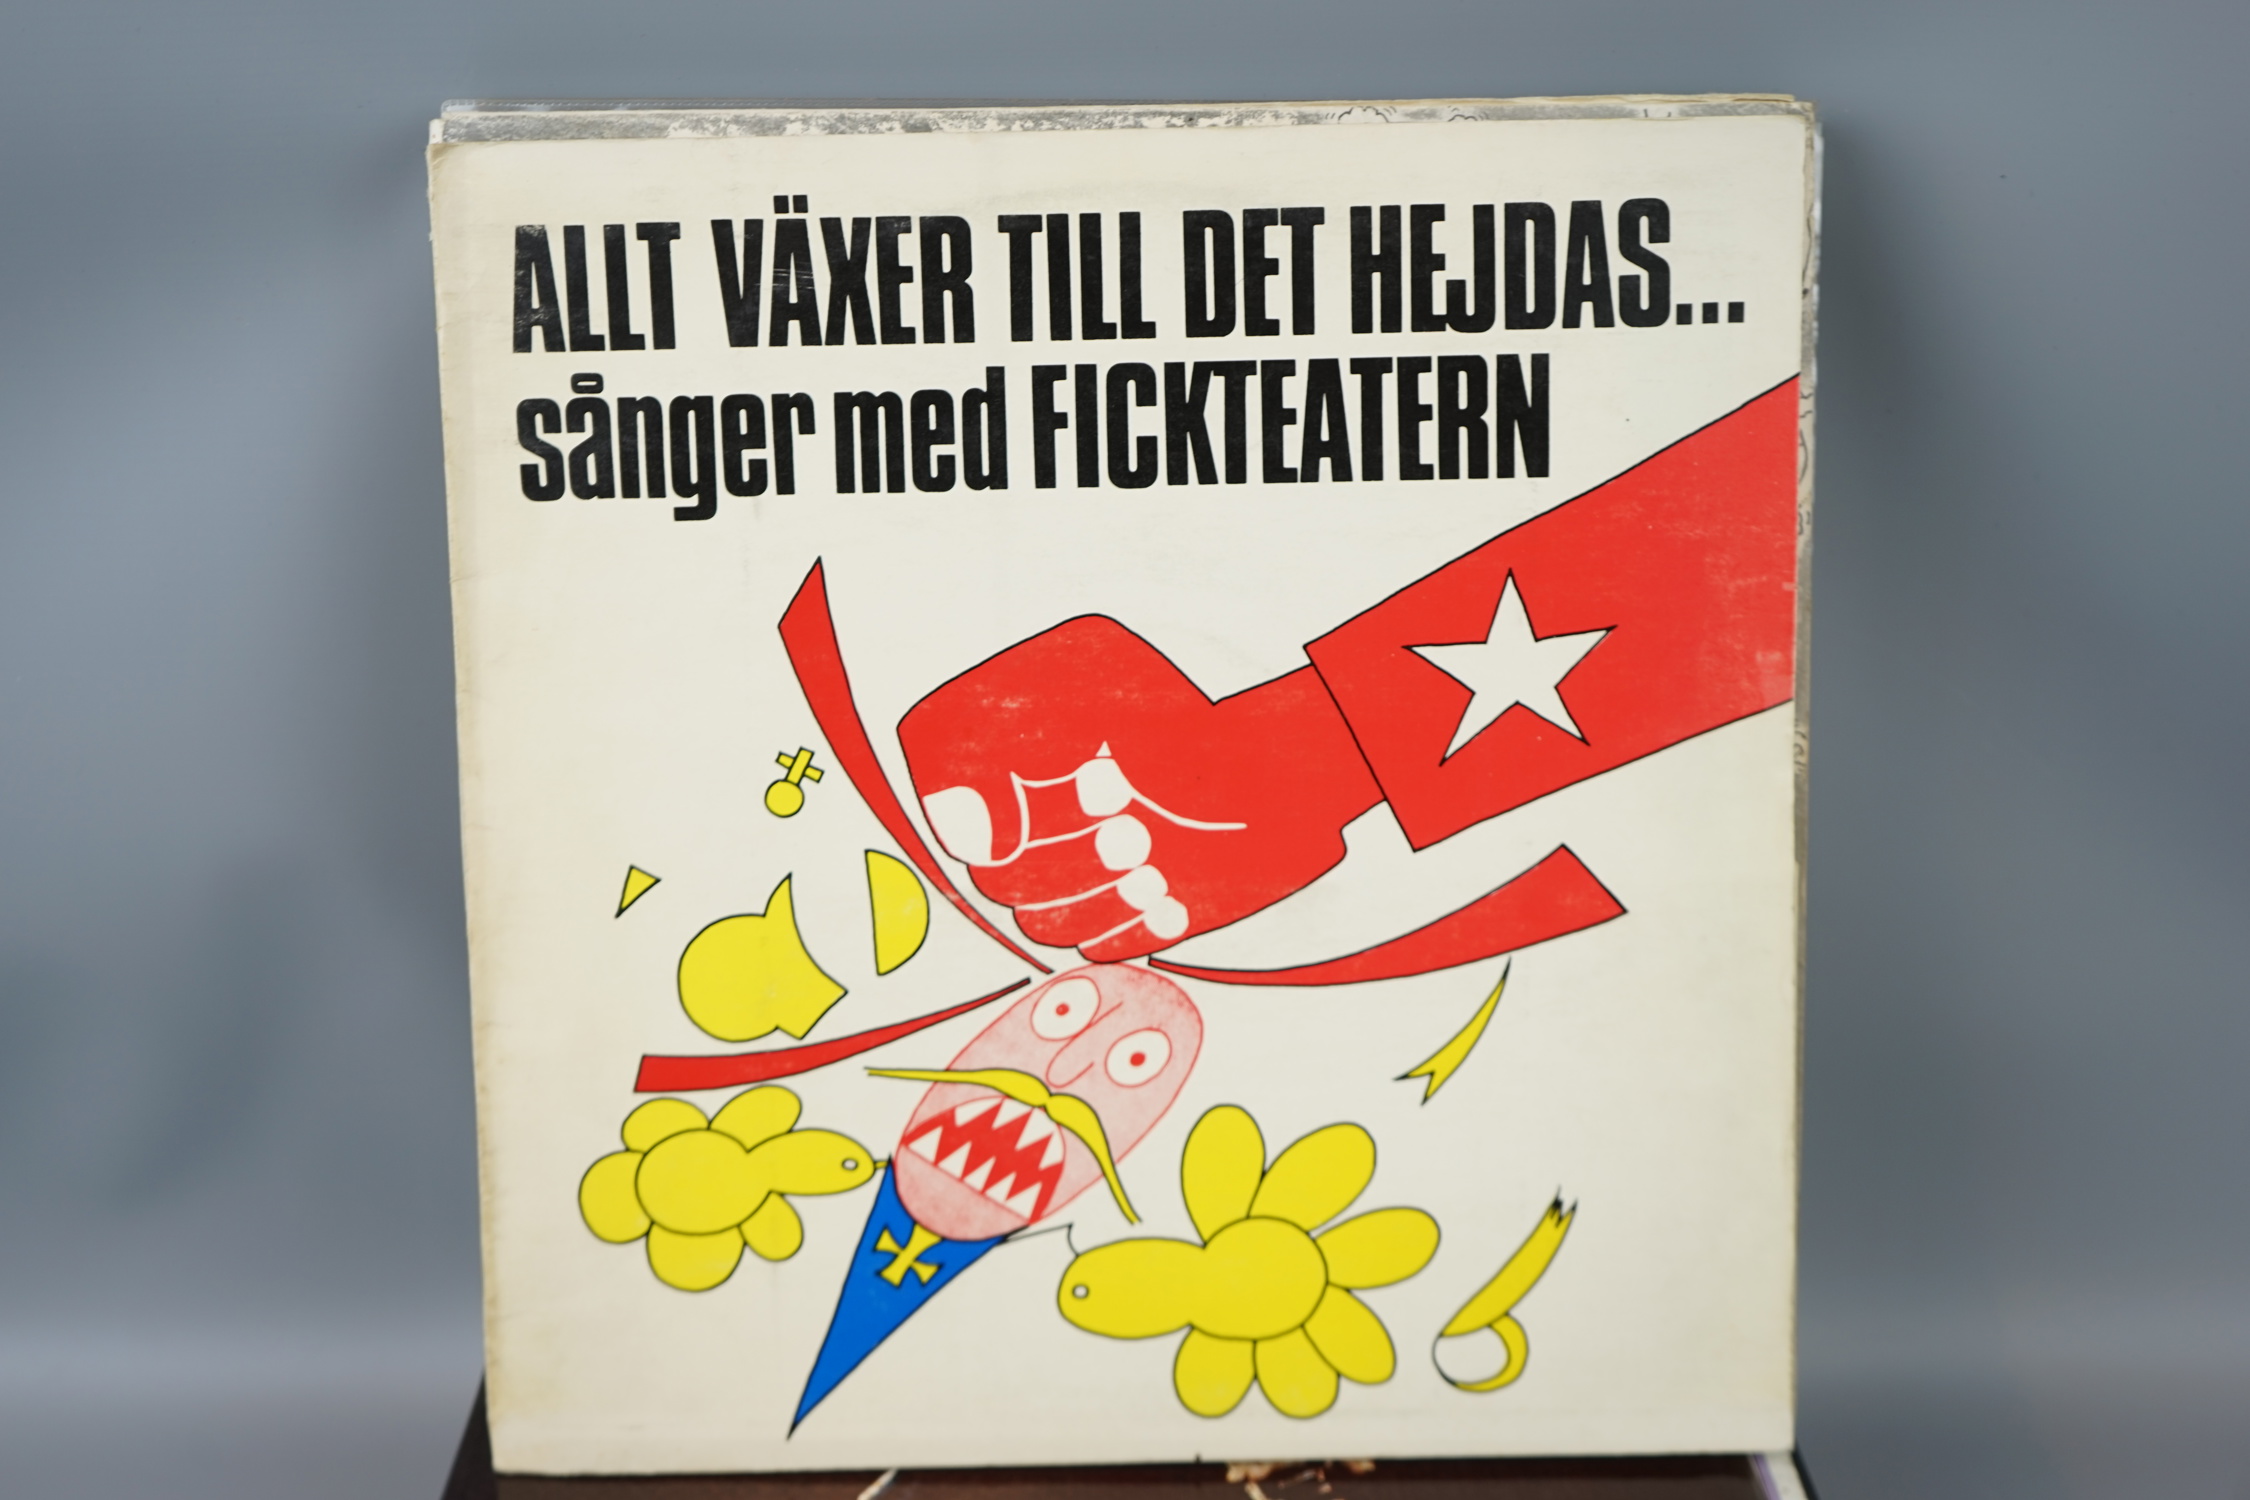 ALLT VÄXER TILL DET HEJDAS...
sånger med FICKTEATERN